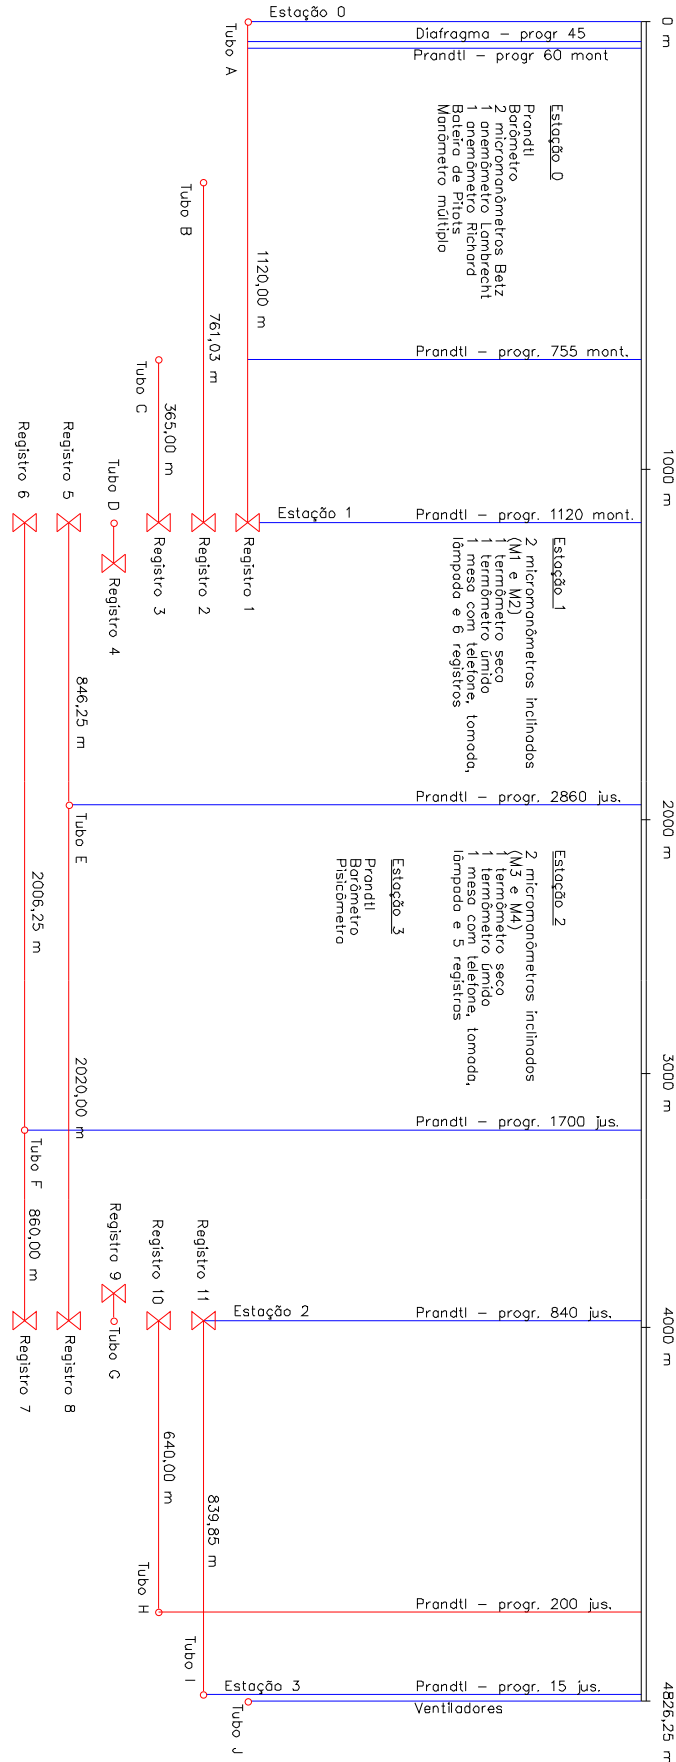 Estação 0
0 m
Diafragma – progr 45
Prandtl – progr 60 mont
Tubo A
Estação 0
Prandtl
Barômetro
2 micromanômetros Betz
1 anemômetro Lambrecht
1 anemômetro Richard
Bateira de Pitots
Manômetro múltiplo
Tubo B
1120,00 m
761,03 m
Prandtl – progr. 755 mont.
Tubo C
365,00 m
1000 m
Registro 6
Registro 5
Tubo D
Estação 1
Prandtl – progr. 1120 mont.
Registro 4
Registro 3
Registro 2
Registro 1
Estação 1
2 micromanômetros inclinados
(M1 e M2)
1 termômetro seco
1 termômetro úmido
1 mesa com telefone, tomada,
lâmpada e 6 registros
846,25 m
Prandtl – progr. 2860 jus.
2000 m
Tubo E
2006,25 m
Estação 2
2 micromanômetros inclinados
(M3 e M4)
1 termômetro seco
1 termômetro úmido
1 mesa com telefone, tomada,
lâmpada e 5 registros
Estação 3
Prandtl
Barômetro
Pisicômetro
2020,00 m
3000 m
Prandtl – progr. 1700 jus.
Tubo F
860,00 m
Registro 9
Registro 10
Registro 11
Estação 2
Prandtl – progr. 840 jus.
4000 m
Registro 7
Registro 8
Tubo G
640,00 m
839,85 m
Tubo H
Prandtl – progr. 200 jus.
Tubo I
Estação 3
Prandtl – progr. 15 jus.
Ventiladores
Tubo J
4826,25 m